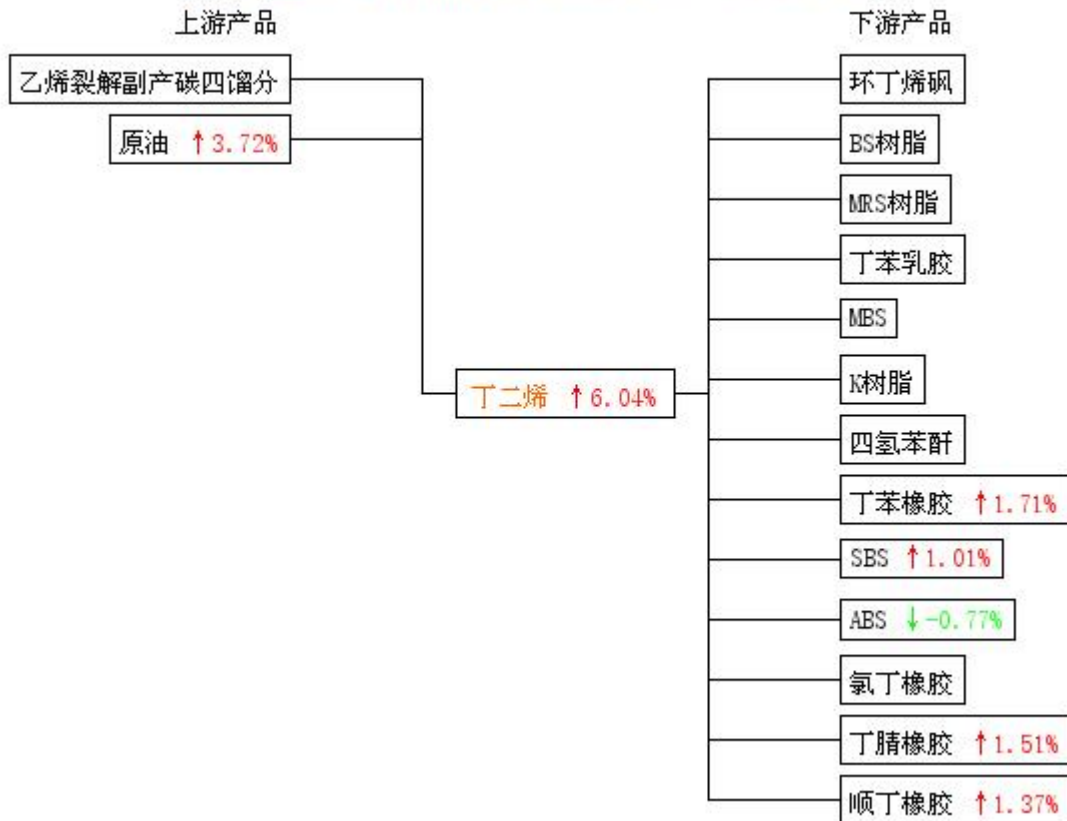 上游产品
乙烯裂解副产碳四馏分
原油 ↑3.72%
丁二烯 ↑6.04%
下游产品
环丁烯砜
BS树脂
MRS树脂
丁苯乳胶
MBS
K树脂
四氢苯酐
丁苯橡胶 ↑1.71%
SBS ↑1.01%
ABS ↓-0.77%
氯丁橡胶
丁腈橡胶 ↑1.51%
顺丁橡胶 ↑1.37%